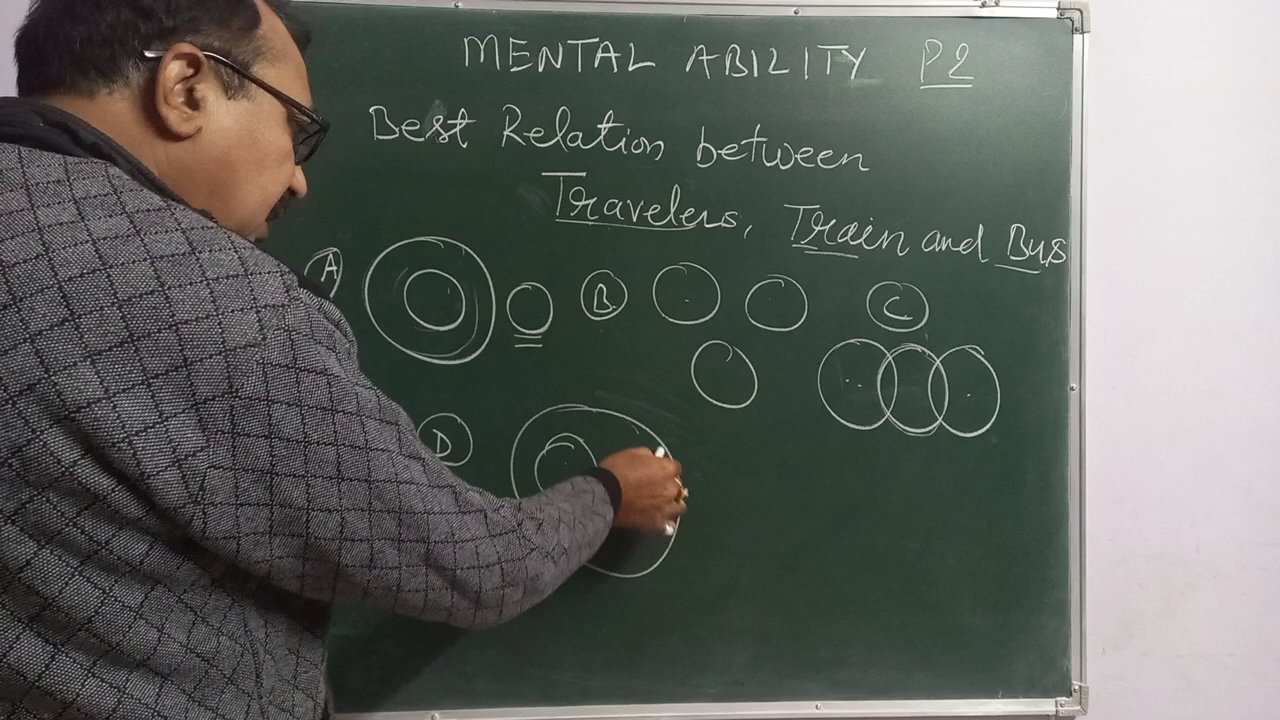 MENTAL ABILITY P2
Best Relation between
Travelers, Train and Bus
A B C
D